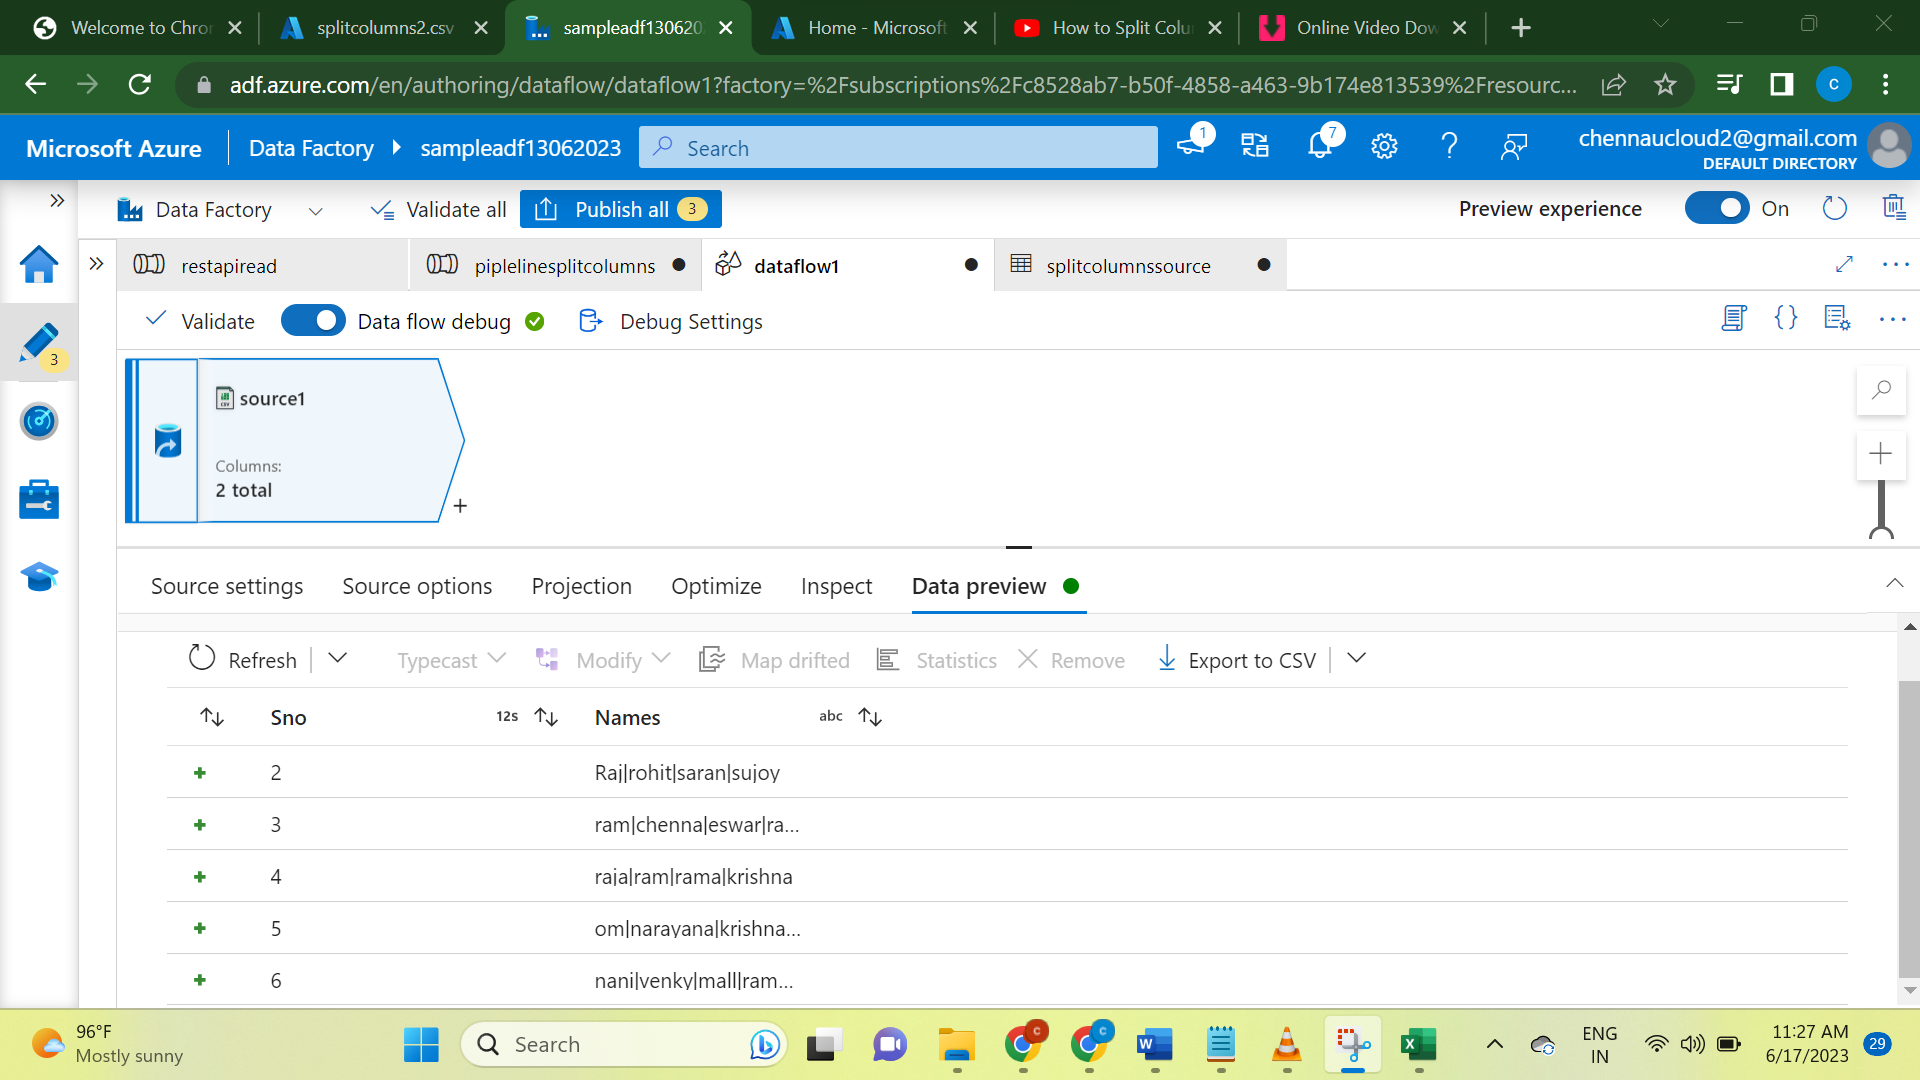 Welcome to Chror
splitcolumns2.csv
sampleadf1306202
Home - Microsoft
How to Split Colu
Online Video Dow
adf.azure.com/en/authoring/dataflow/dataflow1?factory=%2Fsubscriptions%2Fc8528ab7-b50f-4858-a463-9b174e813539%2Fresourc...
c
Microsoft Azure
Data Factory
sampleadf13062023
Search
1
7
chennaucloud2@gmail.com
DEFAULT DIRECTORY
Data Factory
Validate all
Publish all 3
Preview experience
On
restapiread
piplelinesplitcolumns
dataflow1
splitcolumnssource
3
Validate
Data flow debug
Debug Settings
source1
Columns:
2 total
Source settings
Source options
Projection
Optimize
Inspect
Data preview
Refresh
Typecast
Modify
Map drifted
Statistics
Remove
Export to CSV
Sno 12s Names abc
2 Raj|rohit|saran|sujoy
3 ram|chenna|eswar|ra...
4 raja|ram|rama|krishna
5 om|narayana|krishna...
6 nani|venky|mall|ram...
96°F
Mostly sunny
Search
ENG
IN
11:27 AM
6/17/2023
29